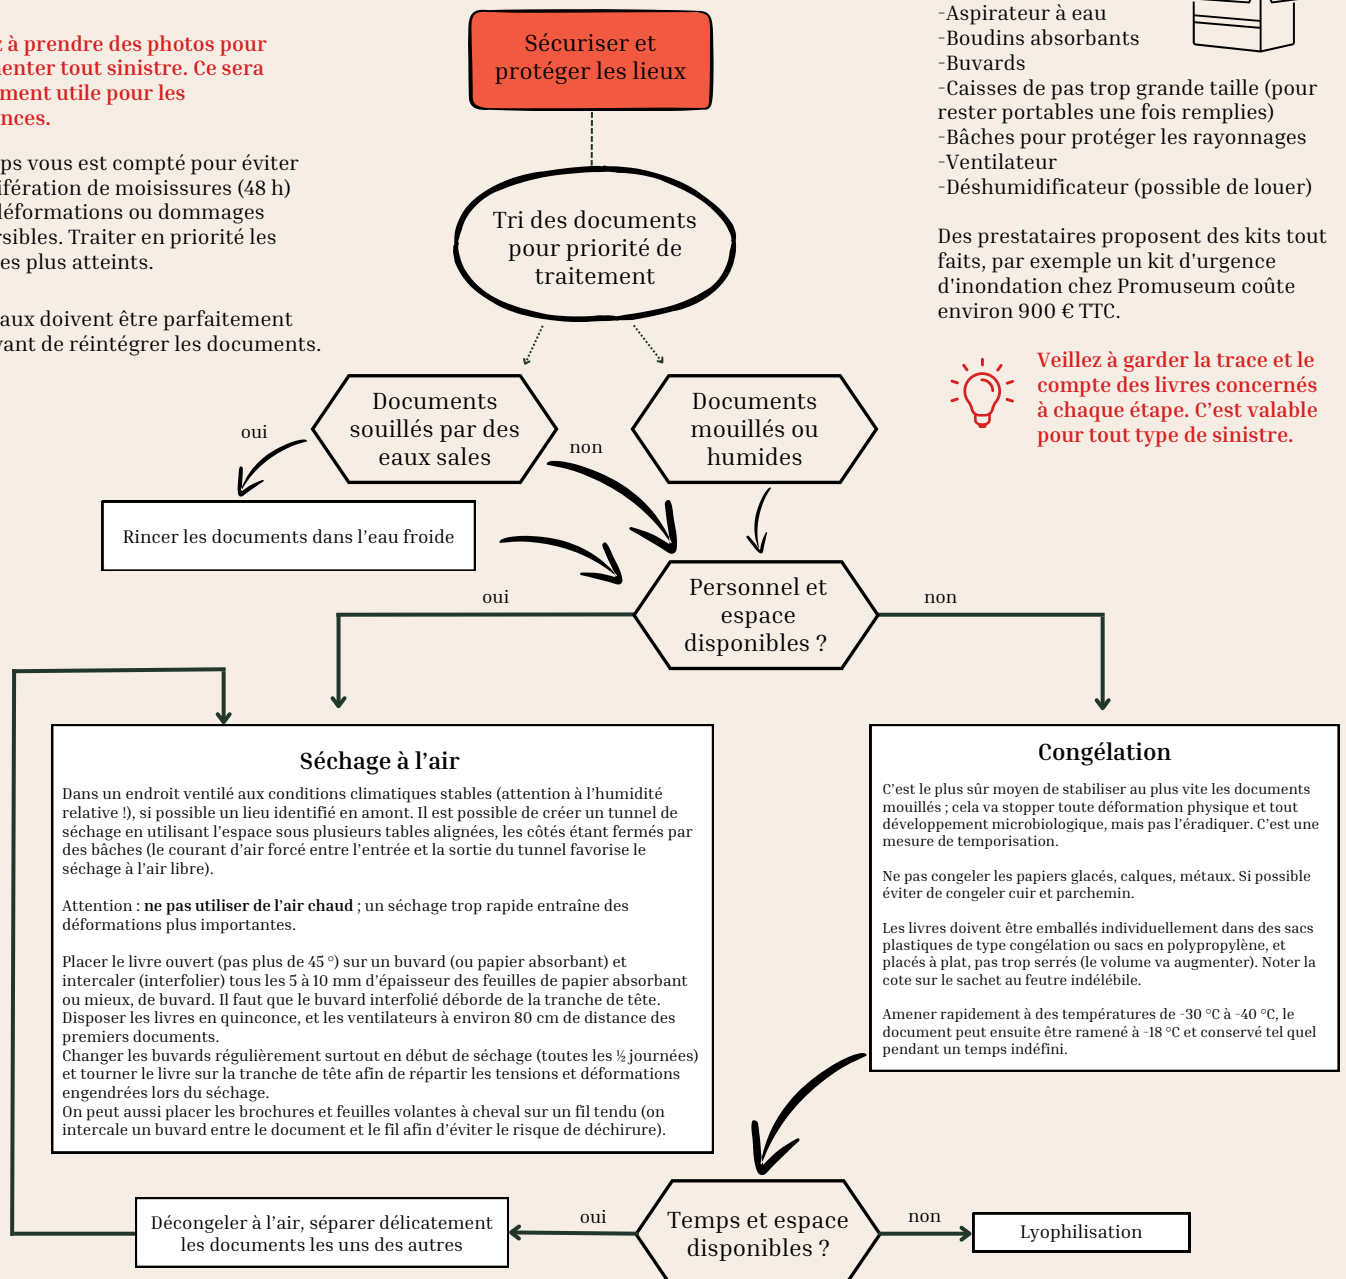 à prendre des photos pour
tout sinistre. Ce sera
utile pour les
vous est compté pour éviter
de moisissures (48 h)
déformations ou dommages
Traiter en priorité les
plus atteints.
doivent être parfaitement
de réintégrer les documents.
Sécuriser et
protéger les lieux
Tri des documents
pour priorité de
traitement
-Aspirateur à eau
-Boudins absorbants
-Buvards
-Caisses de pas trop grande taille (pour
rester portables une fois remplies)
-Bâches pour protéger les rayonnages
-Ventilateur
-Déshumidificateur (possible de louer)
Des prestataires proposent des kits tout
faits, par exemple un kit d'urgence
d'inondation chez Promuseum coûte
environ 900 € TTC.
Veillez à garder la trace et le
compte des livres concernés
à chaque étape. C’est valable
pour tout type de sinistre.
Documents
souillés par des
eaux sales
Documents
mouillés ou
humides
oui
non
Rincer les documents dans l’eau froide
Personnel et
espace
disponibles ?
oui
non
Séchage à l’air
Dans un endroit ventilé aux conditions climatiques stables (attention à l’humidité
relative !), si possible un lieu identifié en amont. Il est possible de créer un tunnel de
séchage en utilisant l’espace sous plusieurs tables alignées, les côtés étant fermés par
des bâches (le courant d’air forcé entre l’entrée et la sortie du tunnel favorise le
séchage à l’air libre).
Attention : ne pas utiliser de l’air chaud ; un séchage trop rapide entraîne des
déformations plus importantes.
Placer le livre ouvert (pas plus de 45 °) sur un buvard (ou papier absorbant) et
intercaler (interfolier) tous les 5 à 10 mm d’épaisseur des feuilles de papier absorbant
ou mieux, de buvard. Il faut que le buvard interfolié déborde de la tranche de tête.
Disposer les livres en quinconce, et les ventilateurs à environ 80 cm de distance des
premiers documents.
Changer les buvards régulièrement surtout en début de séchage (toutes les ½ journées)
et tourner le livre sur la tranche de tête afin de répartir les tensions et déformations
engendrées lors du séchage.
On peut aussi placer les brochures et feuilles volantes à cheval sur un fil tendu (on
intercale un buvard entre le document et le fil afin d’éviter le risque de déchirure).
Congélation
C’est le plus sûr moyen de stabiliser au plus vite les documents
mouillés ; cela va stopper toute déformation physique et tout
développement microbiologique, mais pas l’éradiquer. C’est une
mesure de temporisation.
Ne pas congeler les papiers glacés, calques, métaux. Si possible
éviter de congeler cuir et parchemin.
Les livres doivent être emballés individuellement dans des sacs
plastiques de type congélation ou sacs en polypropylène, et
placés à plat, pas trop serrés (le volume va augmenter). Noter la
cote sur le sachet au feutre indélébile.
Amener rapidement à des températures de -30 °C à -40 °C, le
document peut ensuite être ramené à -18 °C et conservé tel quel
pendant un temps indéfini.
Temps et espace
disponibles ?
oui
non
Décongeler à l’air, séparer délicatement
les documents les uns des autres
Lyophilisation